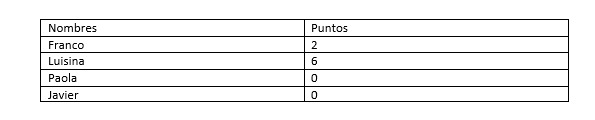 Nombres Puntos
Franco 2
Luisina 6
Paola 0
Javier 0